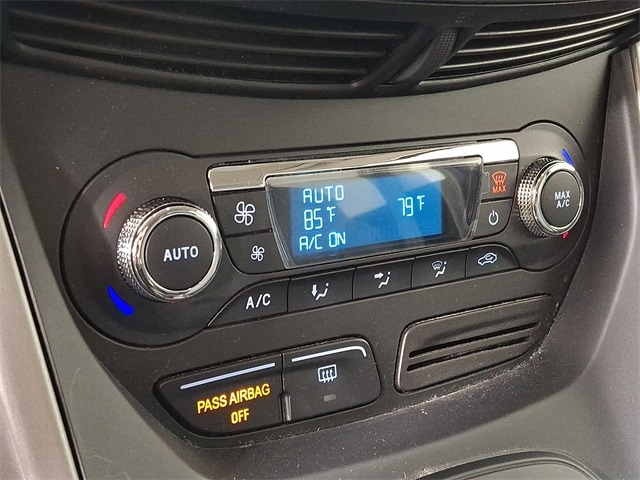 AUTO
85°F
79°F
A/C ON
MAX
MAX
A/C
AUTO
A/C
PASS AIRBAG
OFF